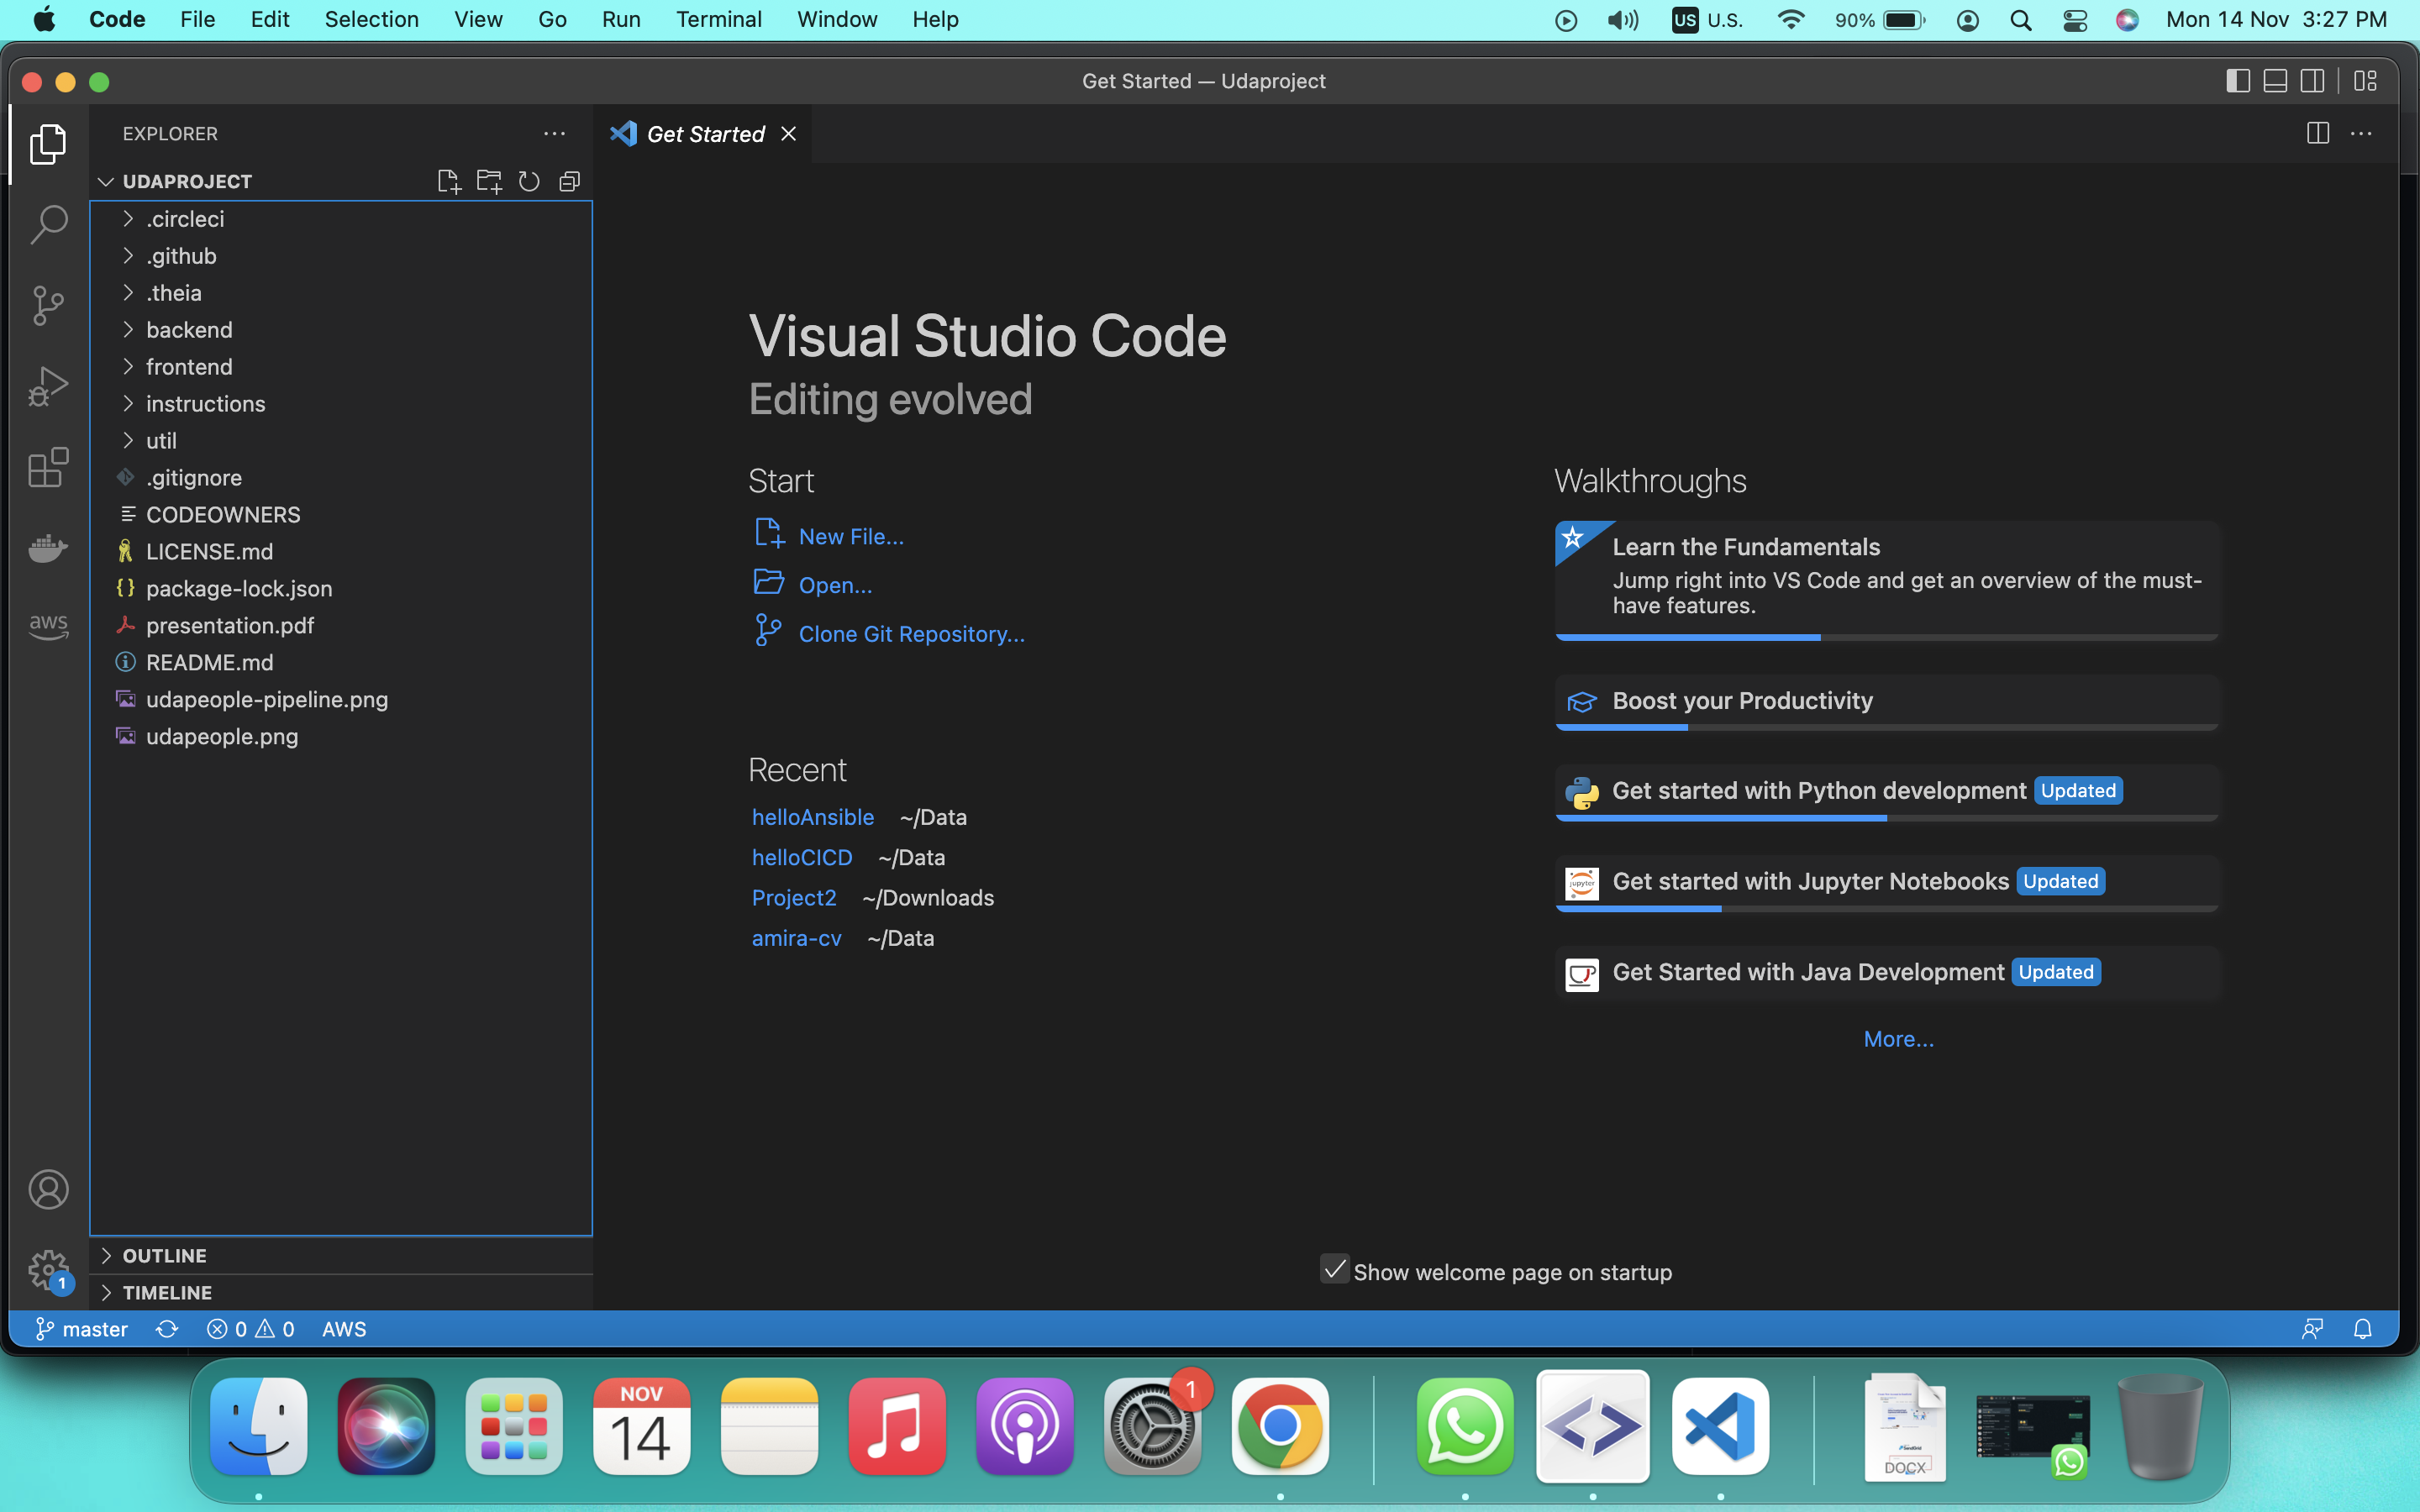 Code File Edit Selection View Go Run Terminal Window Help US U.S. 90% Mon 14 Nov 3:27 PM
Get Started — Udaproject
EXPLORER
Get Started
UDAPROJECT
.circleci
.github
.theia
backend
frontend
instructions
util
.gitignore
CODEOWNERS
LICENSE.md
package-lock.json
presentation.pdf
README.md
udapeople-pipeline.png
udapeople.png
aws
OUTLINE
TIMELINE
1
Visual Studio Code
Editing evolved
Start
New File...
Open...
Clone Git Repository...
Recent
helloAnsible ~/Data
helloCICD ~/Data
Project2 ~/Downloads
amira-cv ~/Data
Walkthroughs
Learn the Fundamentals
Jump right into VS Code and get an overview of the must-
have features.
Boost your Productivity
Get started with Python development Updated
jupyter
Get started with Jupyter Notebooks Updated
Get Started with Java Development Updated
More...
Show welcome page on startup
master 0 0 AWS
NOV
14
1
DOCX